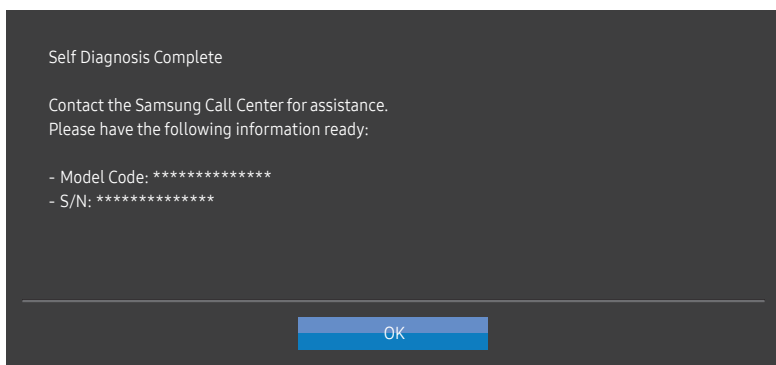 Self Diagnosis Complete
Contact the Samsung Call Center for assistance.
Please have the following information ready:
- Model Code: **************
- S/N: **************
OK